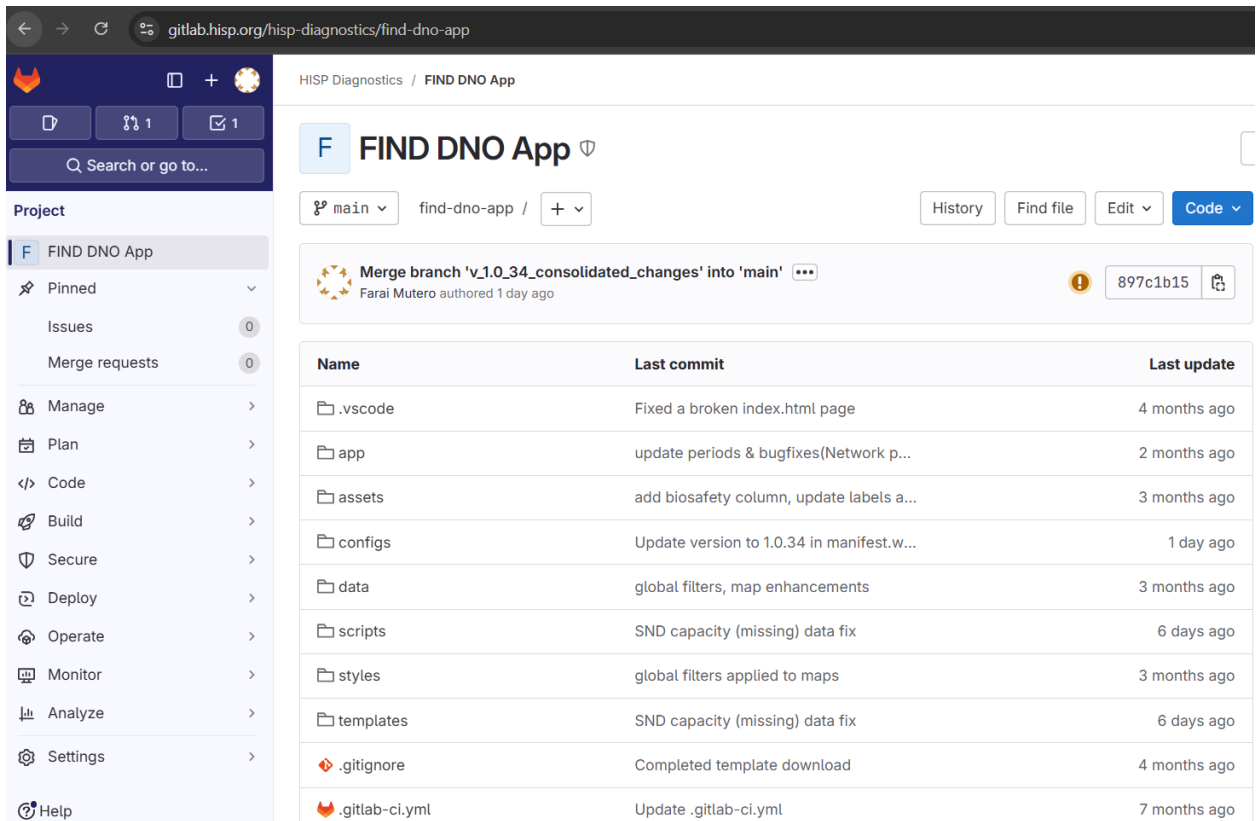 gitlab.hisp.org/hisp-diagnostics/find-dno-app
1
1
Search or go to...
Project
F FIND DNO App
Pinned
Issues 0
Merge requests 0
Manage
Plan
Code
Build
Secure
Deploy
Operate
Monitor
Analyze
Settings
Help
HISP Diagnostics / FIND DNO App
F FIND DNO App
main find-dno-app / + History Find file Edit Code
Merge branch 'v_1.0_34_consolidated_changes' into 'main' •••
Farai Mutero authored 1 day ago
897c1b15
Name Last commit Last update
.vscode Fixed a broken index.html page 4 months ago
app update periods & bugfixes(Network p... 2 months ago
assets add biosafety column, update labels a... 3 months ago
configs Update version to 1.0.34 in manifest.w... 1 day ago
data global filters, map enhancements 3 months ago
scripts SND capacity (missing) data fix 6 days ago
styles global filters applied to maps 3 months ago
templates SND capacity (missing) data fix 6 days ago
.gitignore Completed template download 4 months ago
.gitlab-ci.yml Update .gitlab-ci.yml 7 months ago